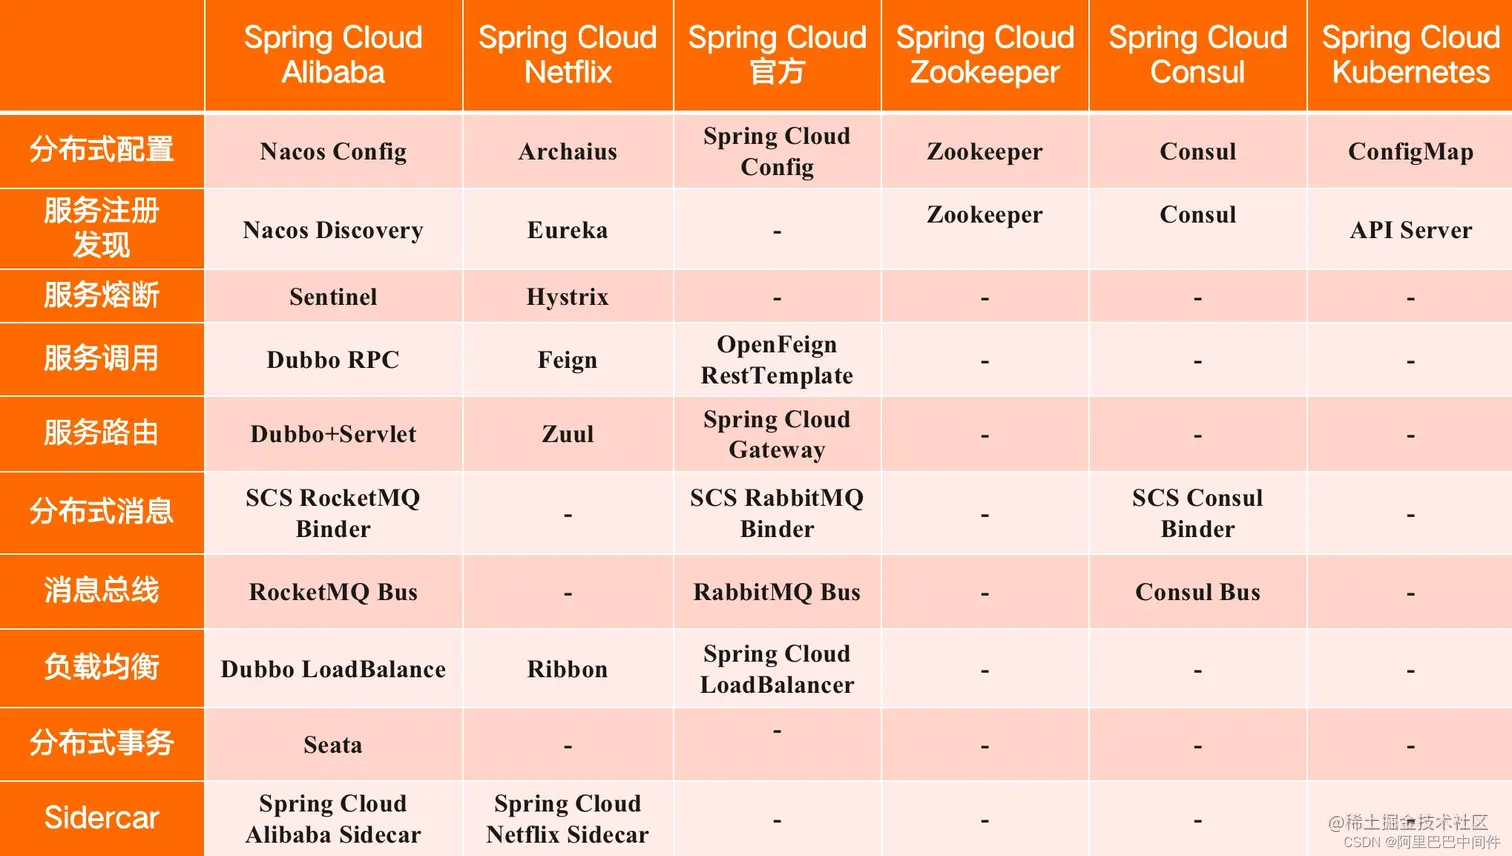 Spring Cloud
Alibaba
Spring Cloud
Netflix
Spring Cloud
官方
Spring Cloud
Zookeeper
Spring Cloud
Consul
Spring Cloud
Kubernetes
分布式配置
Nacos Config
Archaius
Spring Cloud
Config
Zookeeper
Consul
ConfigMap
服务注册
发现
Nacos Discovery
Eureka
-
Zookeeper
Consul
API Server
服务熔断
Sentinel
Hystrix
-
-
-
-
服务调用
Dubbo RPC
Feign
OpenFeign
RestTemplate
-
-
-
服务路由
Dubbo+Servlet
Zuul
Spring Cloud
Gateway
-
-
-
分布式消息
SCS RocketMQ
Binder
-
SCS RabbitMQ
Binder
-
SCS Consul
Binder
-
消息总线
RocketMQ Bus
-
RabbitMQ Bus
-
Consul Bus
-
负载均衡
Dubbo LoadBalance
Ribbon
Spring Cloud
LoadBalancer
-
-
-
分布式事务
Seata
-
-
-
-
-
Sidercar
Spring Cloud
Alibaba Sidecar
Spring Cloud
Netflix Sidecar
-
-
-
-
@稀土掘金技术社区
CSDN @阿里巴巴中间件